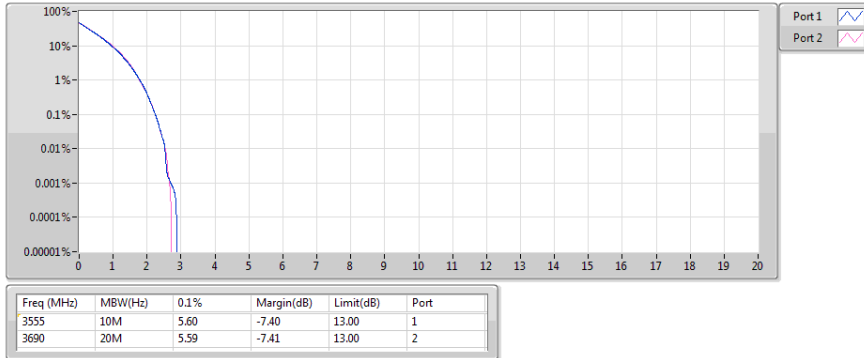 100%
Port 1
Port 2
10%
1%
0.1%
0.01%
0.001%
0.0001%
0.00001%
0 1 2 3 4 5 6 7 8 9 10 11 12 13 14 15 16 17 18 19 20
Freq (MHz) MBW(Hz) 0.1% Margin(dB) Limit(dB) Port
3555 10M 5.60 -7.40 13.00 1
3690 20M 5.59 -7.41 13.00 2